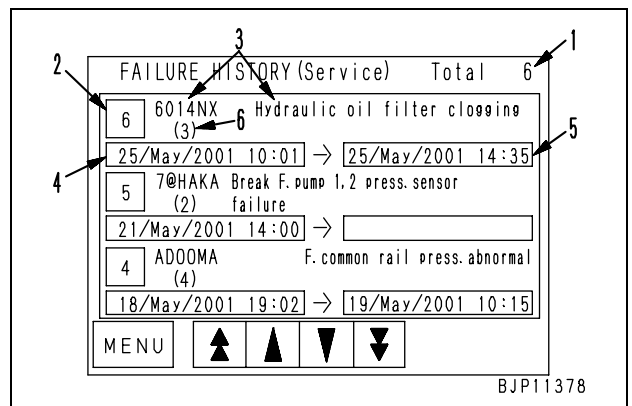 3
1
2
FAILURE HISTORY(Service) Total 6
6 6014NX Hydraulic oil filter clogging
(3) 6
5
25/May/2001 10:01 → 25/May/2001 14:35
4
5 7@HAKA Break F.pump 1,2 press.sensor
(2) failure
21/May/2001 14:00 →
4 ADOOMA F.common rail press.abnormal
(4)
18/May/2001 19:02 → 19/May/2001 10:15
MENU
BJP11378